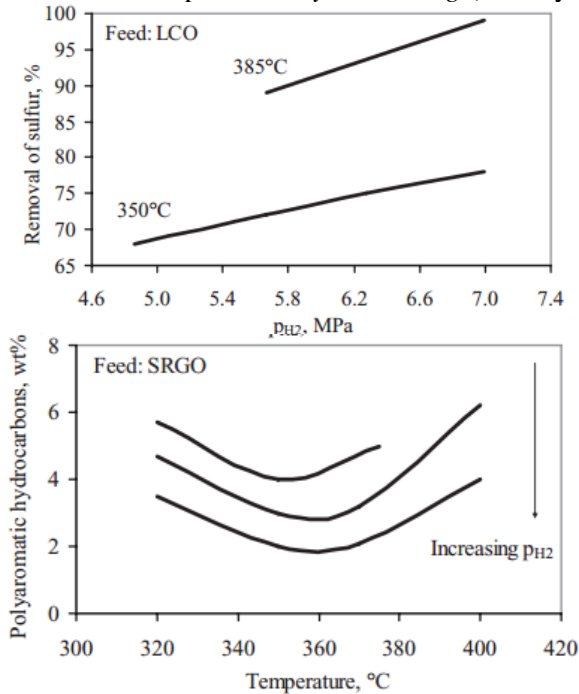 100
Feed: LCO
95
385°C
90
85
80
75
350°C
70
65
Removal of sulfur, %
4.6 5.0 5.4 5.8 6.2 6.6 7.0 7.4
pH2, MPa
8
Feed: SRGO
6
4
2
Increasing pH2
0
Polyaromatic hydrocarbons, wt%
300 320 340 360 380 400 420
Temperature, °C